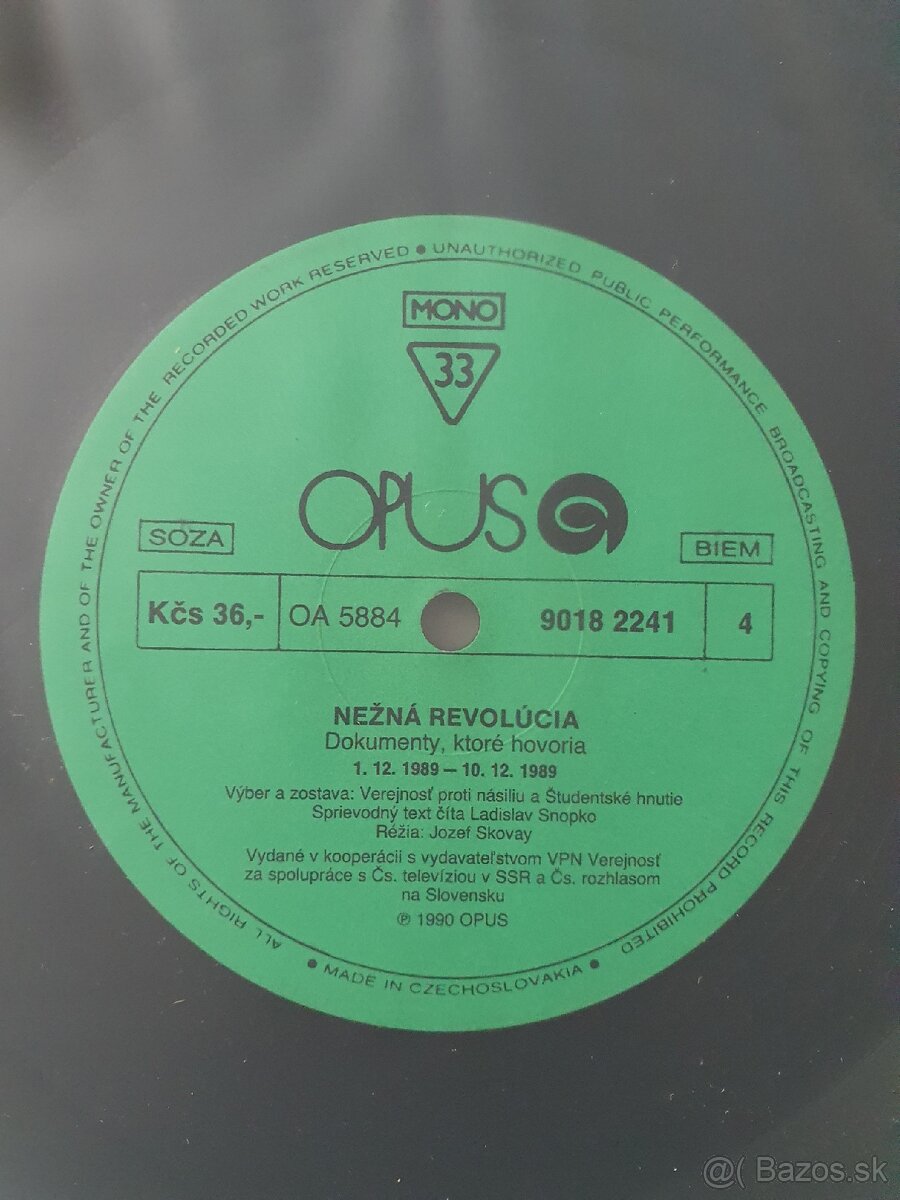 ALL RIGHTS OF THE MANUFACTURER AND OF THE OWNER OF THE RECORDED WORK RESERVED ● UNAUTHORIZED PUBLIC PERFORMANCE BROADCASTING AND COPYING OF THIS RECORD PROHIBITED
MONO
33
OPUS
SOZA
BIEM
Kčs 36,- OA 5884 9018 2241 4
NEŽNÁ REVOLÚCIA
Dokumenty, ktoré hovoria
1. 12. 1989 – 10. 12. 1989
Výber a zostava: Verejnosť proti násiliu a Študentské hnutie
Sprievodný text číta Ladislav Snopko
Réžia: Jozef Skovay
Vydané v kooperácii s vydavateľstvom VPN Verejnosť
za spolupráce s Čs. televíziou v SSR a Čs. rozhlasom
na Slovensku
℗ 1990 OPUS
● MADE IN CZECHOSLOVAKIA ●
@( Bazos.sk